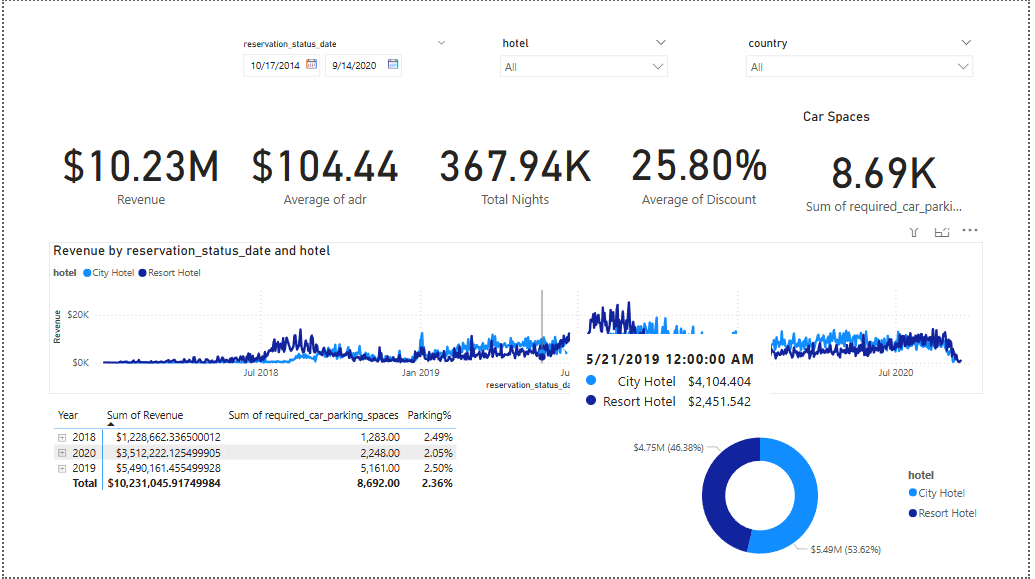 reservation_status_date
hotel
country
10/17/2014
9/14/2020
All
All
Car Spaces
$10.23M
$104.44
367.94K
25.80%
8.69K
Revenue
Average of adr
Total Nights
Average of Discount
Sum of required_car_parki...
Revenue by reservation_status_date and hotel
hotel City Hotel Resort Hotel
Revenue
$20K
$0K
Jul 2018
Jan 2019
Ju
Jul 2020
reservation_status_da
5/21/2019 12:00:00 AM
City Hotel $4,104.404
Resort Hotel $2,451.542
Year Sum of Revenue Sum of required_car_parking_spaces Parking%
2018 $1,228,662.336500012 1,283.00 2.49%
2020 $3,512,222.125499905 2,248.00 2.05%
2019 $5,490,161.455499928 5,161.00 2.50%
Total $10,231,045.91749984 8,692.00 2.36%
$4.75M (46.38%)
$5.49M (53.62%)
hotel
City Hotel
Resort Hotel